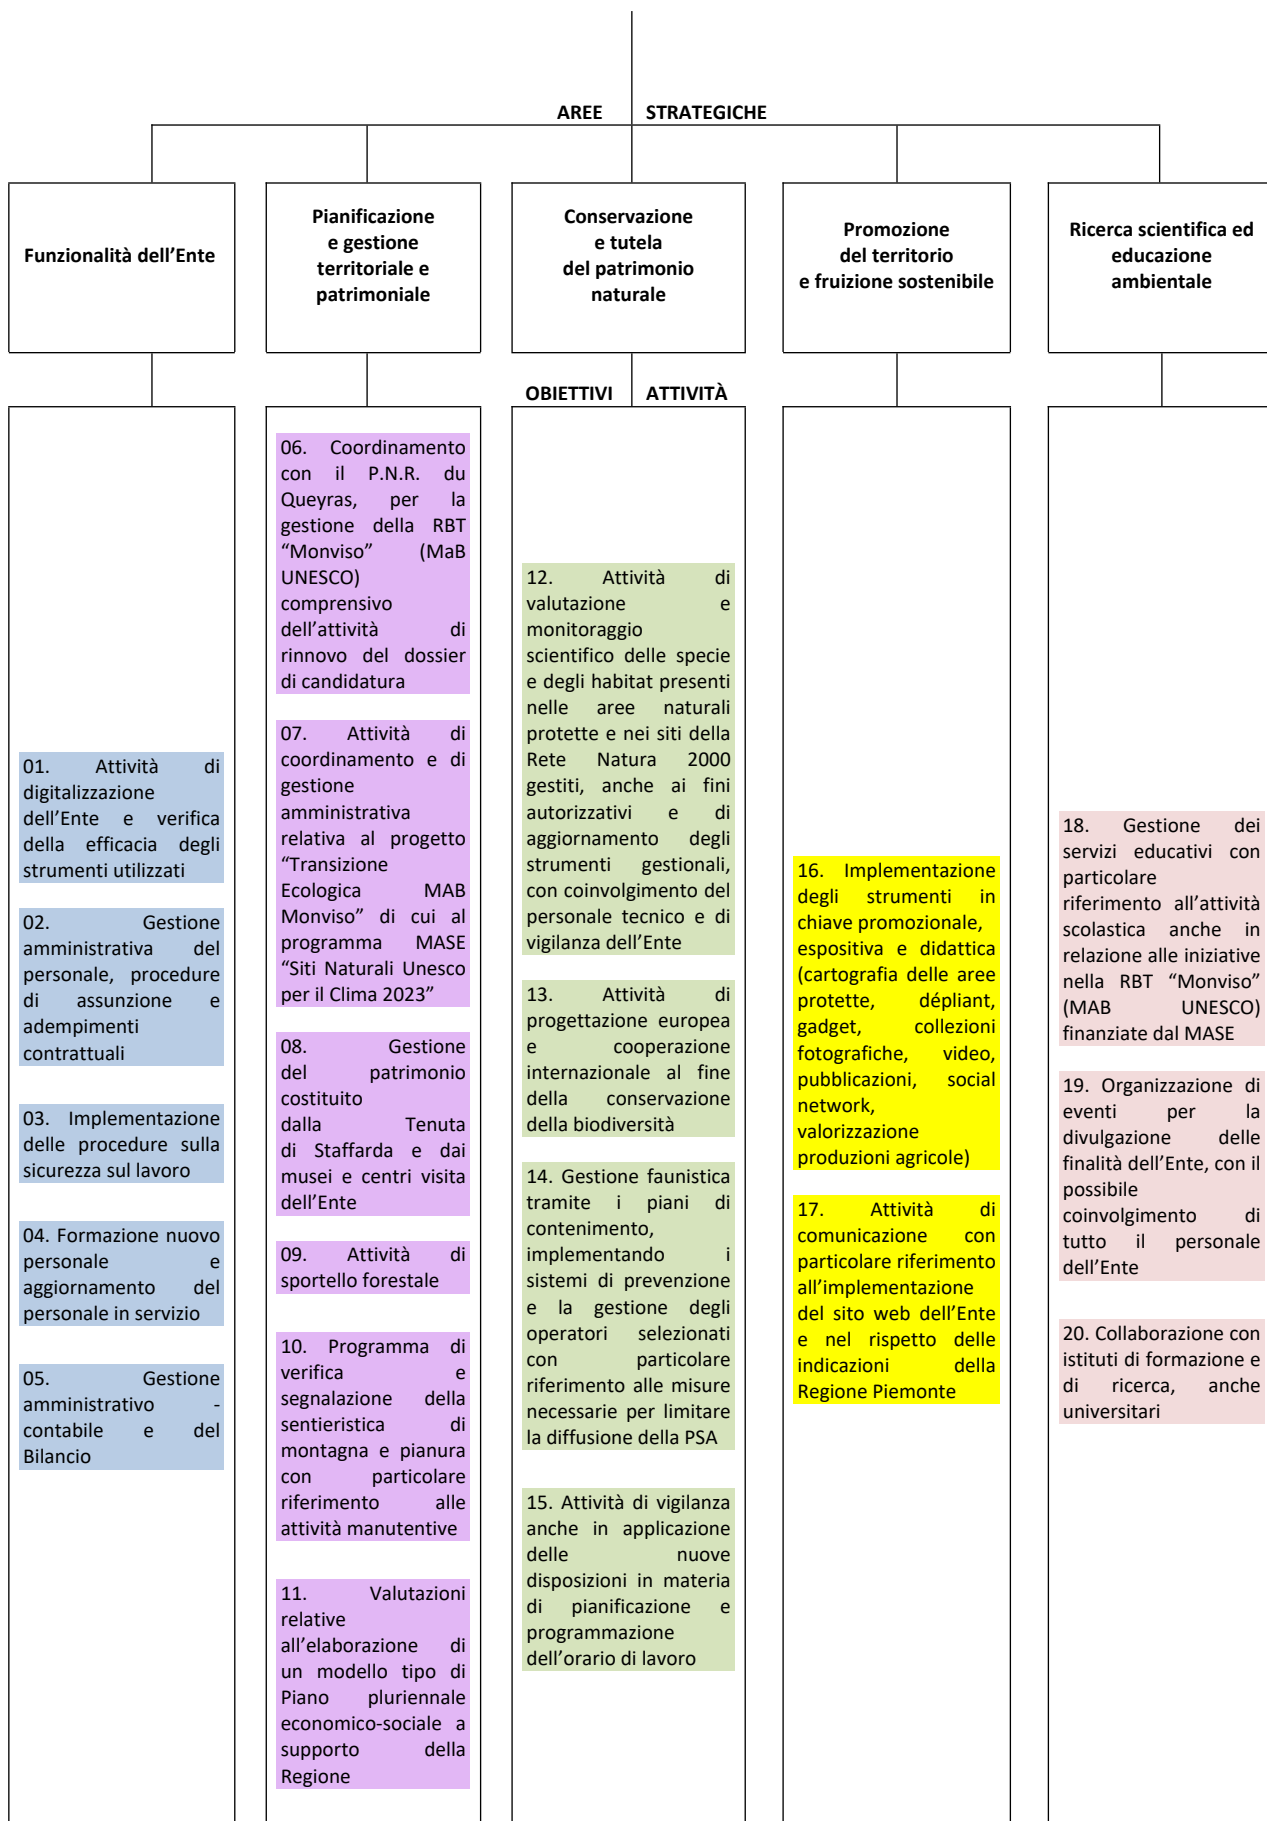 AREE STRATEGICHE
Funzionalità dell’Ente
Pianificazione
e gestione
territoriale e
patrimoniale
Conservazione
e tutela
del patrimonio
naturale
Promozione
del territorio
e fruizione sostenibile
Ricerca scientifica ed
educazione
ambientale
OBIETTIVI ATTIVITÀ
01. Attività di
digitalizzazione
dell’Ente e verifica
della efficacia degli
strumenti utilizzati
02. Gestione
amministrativa del
personale, procedure
di assunzione e
adempimenti
contrattuali
03. Implementazione
delle procedure sulla
sicurezza sul lavoro
04. Formazione nuovo
personale e
aggiornamento del
personale in servizio
05. Gestione
amministrativo -
contabile e del
Bilancio
06. Coordinamento
con il P.N.R. du
Queyras, per la
gestione della RBT
“Monviso” (MaB
UNESCO)
comprensivo
dell’attività di
rinnovo del dossier
di candidatura
07. Attività di
coordinamento e di
gestione
amministrativa
relativa al progetto
“Transizione
Ecologica MAB
Monviso” di cui al
programma MASE
“Siti Naturali Unesco
per il Clima 2023”
08. Gestione
del patrimonio
costituito
dalla Tenuta
di Staffarda e dai
musei e centri visita
dell’Ente
09. Attività di
sportello forestale
10. Programma di
verifica e
segnalazione della
sentieristica di
montagna e pianura
con particolare
riferimento alle
attività manutentive
11. Valutazioni
relative
all’elaborazione di
un modello tipo di
Piano pluriennale
economico-sociale a
supporto della
Regione
12. Attività di
valutazione e
monitoraggio
scientifico delle specie
e degli habitat presenti
nelle aree naturali
protette e nei siti della
Rete Natura 2000
gestiti, anche ai fini
autorizzativi e di
aggiornamento degli
strumenti gestionali,
con coinvolgimento del
personale tecnico e di
vigilanza dell’Ente
13. Attività di
progettazione europea
e cooperazione
internazionale al fine
della conservazione
della biodiversità
14. Gestione faunistica
tramite i piani di
contenimento,
implementando i
sistemi di prevenzione
e la gestione degli
operatori selezionati
con particolare
riferimento alle misure
necessarie per limitare
la diffusione della PSA
15. Attività di vigilanza
anche in applicazione
delle nuove
disposizioni in materia
di pianificazione e
programmazione
dell’orario di lavoro
16. Implementazione
degli strumenti in
chiave promozionale,
espositiva e didattica
(cartografia delle aree
protette, dépliant,
gadget, collezioni
fotografiche, video,
pubblicazioni, social
network,
valorizzazione
produzioni agricole)
17. Attività di
comunicazione con
particolare riferimento
all’implementazione
del sito web dell’Ente
e nel rispetto delle
indicazioni della
Regione Piemonte
18. Gestione dei
servizi educativi con
particolare
riferimento all’attività
scolastica anche in
relazione alle iniziative
nella RBT “Monviso”
(MAB UNESCO)
finanziate dal MASE
19. Organizzazione di
eventi per la
divulgazione delle
finalità dell’Ente, con il
possibile
coinvolgimento di
tutto il personale
dell’Ente
20. Collaborazione con
istituti di formazione e
di ricerca, anche
universitari